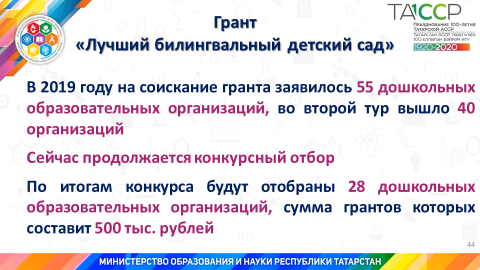 Грант
«Лучший билингвальный детский сад»
ТАССР
ПРАЗДНОВАНИЕ 100-ЛЕТИЯ
ТАТАРСКОЙ АССР
1920-2020
В 2019 году на соискание гранта заявилось 55 дошкольных
образовательных организаций, во второй тур вышло 40
организаций
Сейчас продолжается конкурсный отбор
По итогам конкурса будут отобраны 28 дошкольных
образовательных организаций, сумма грантов которых
составит 500 тыс. рублей
44
МИНИСТЕРСТВО ОБРАЗОВАНИЯ И НАУКИ РЕСПУБЛИКИ ТАТАРСТАН